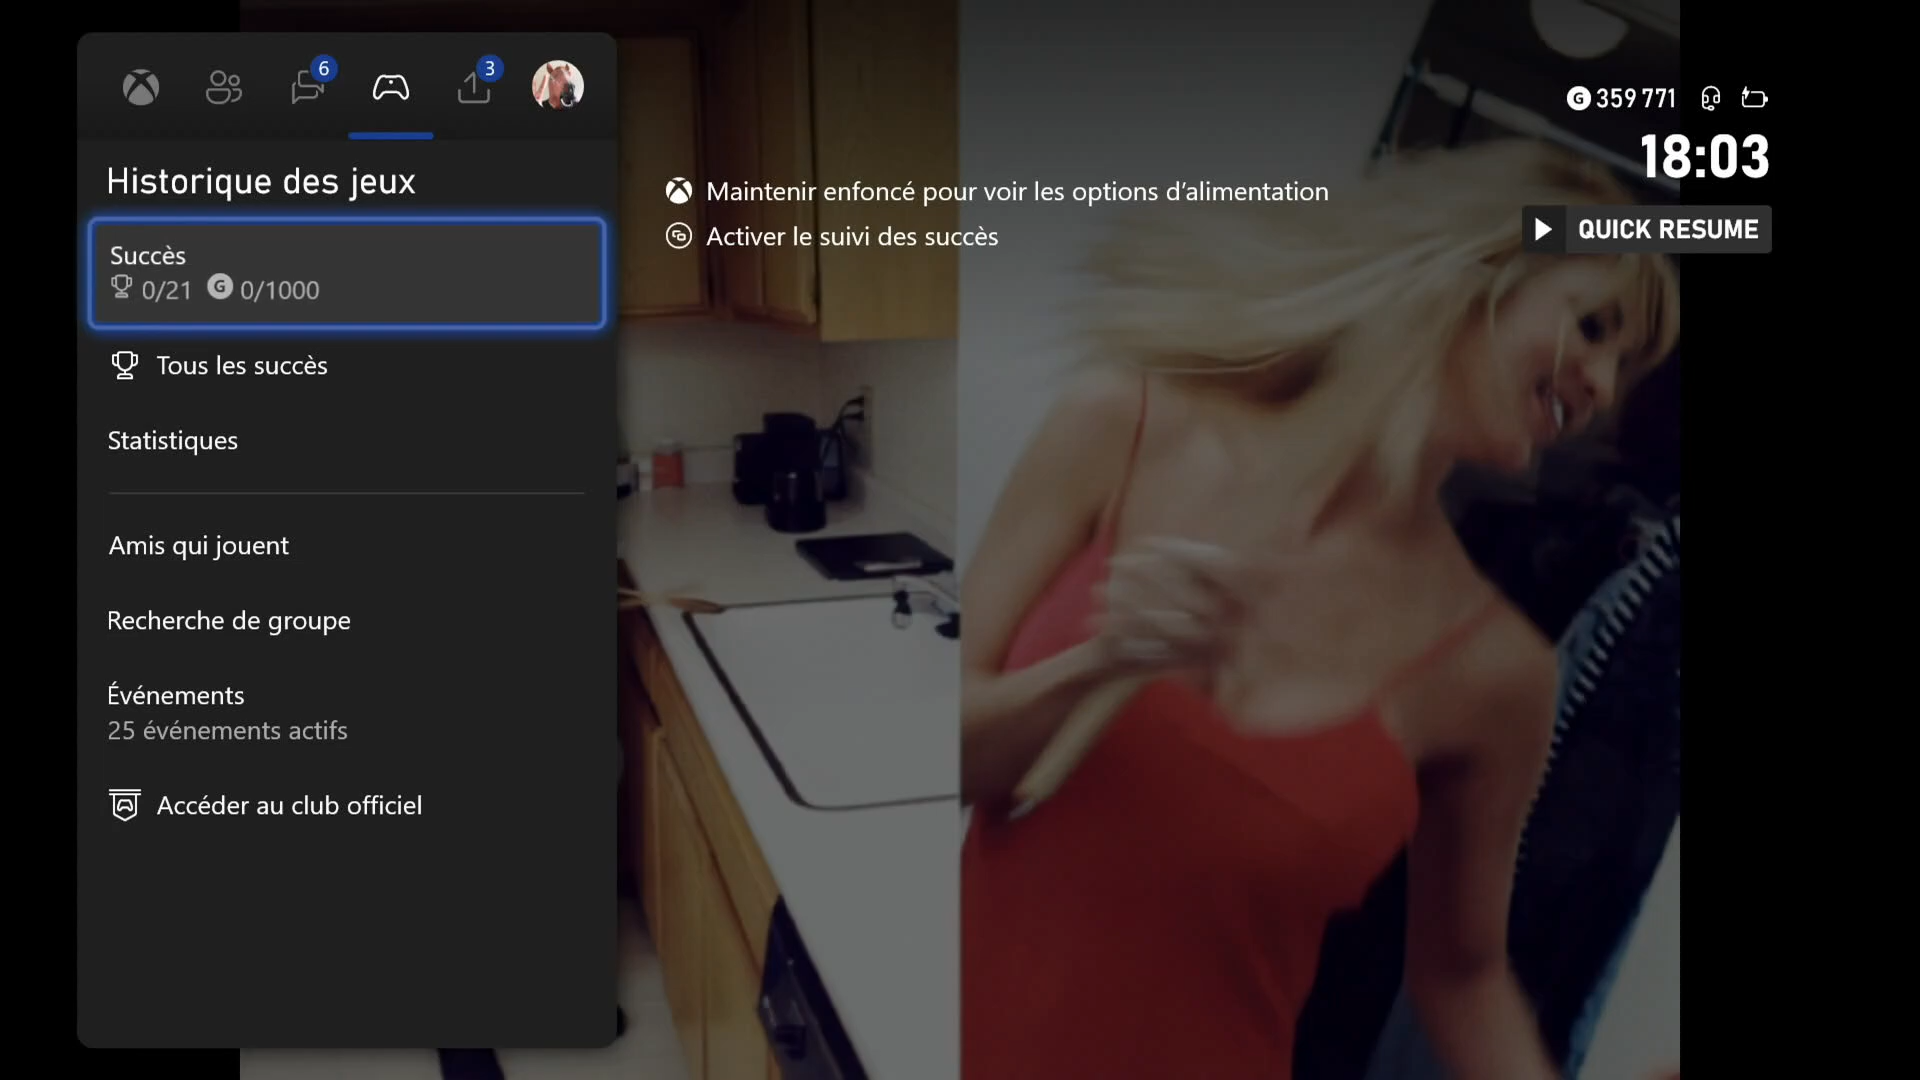 6
3
Historique des jeux
Succès
0/21 G 0/1000
Tous les succès
Statistiques
Amis qui jouent
Recherche de groupe
Événements
25 événements actifs
Accéder au club officiel
Maintenir enfoncé pour voir les options d’alimentation
Activer le suivi des succès
G 359 771
18:03
QUICK RESUME